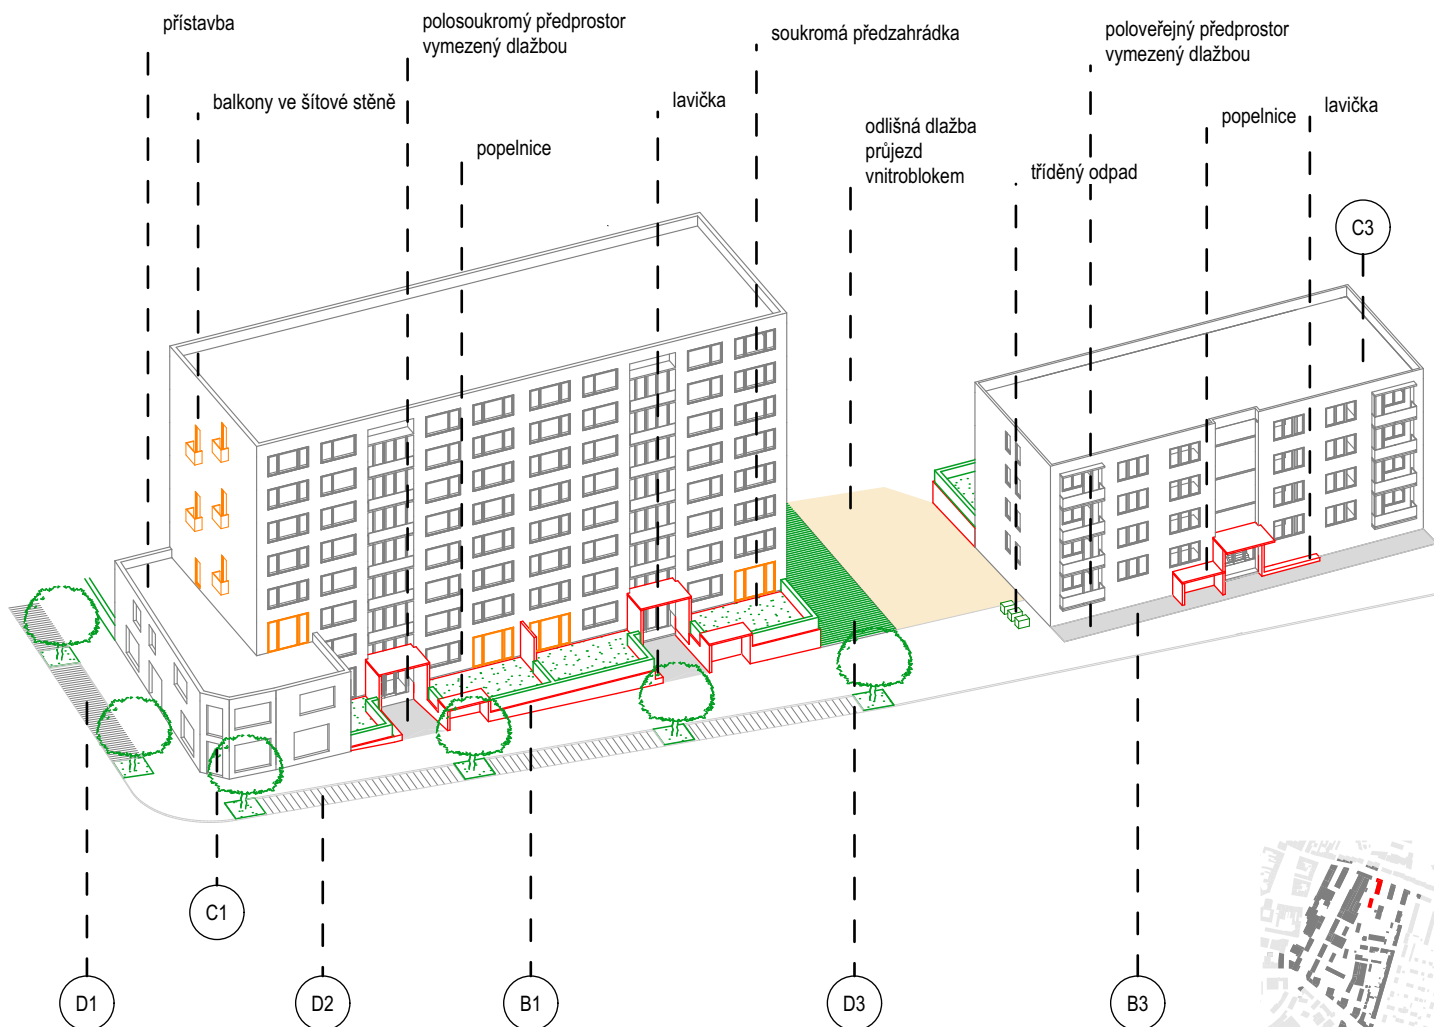 přístavba
polosoukromý předprostor
vymezený dlažbou
soukromá předzahrádka
poloveřejný předprostor
vymezený dlažbou
balkony ve šítové stěně
lavička
popelnice
lavička
odlišná dlažba
průjezd
vnitroblokem
popelnice
tříděný odpad
C3
C1
D1
D2
B1
D3
B3